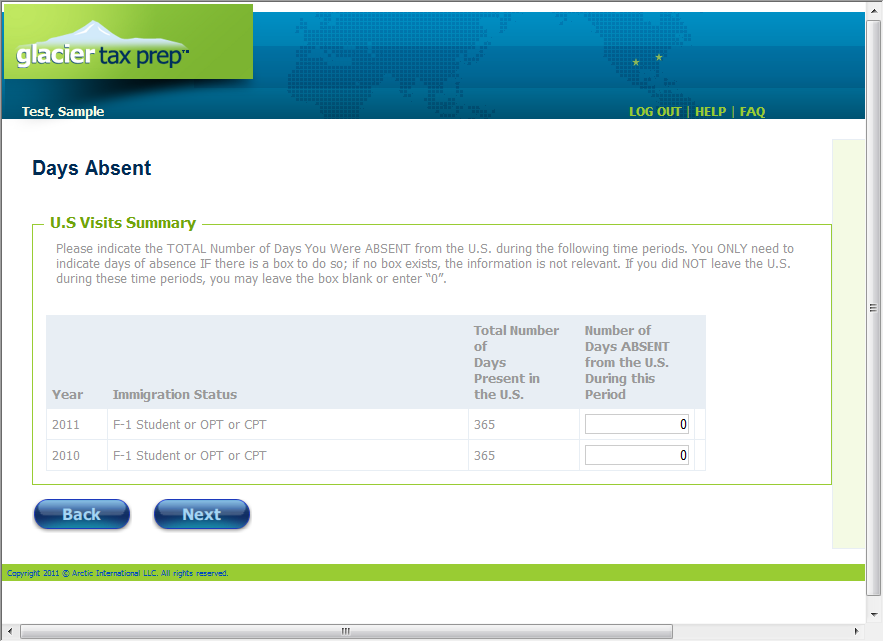 glacier tax prep™
Test, Sample
LOG OUT | HELP | FAQ
Days Absent
U.S Visits Summary
Please indicate the TOTAL Number of Days You Were ABSENT from the U.S. during the following time periods. You ONLY need to
indicate days of absence IF there is a box to do so; if no box exists, the information is not relevant. If you did NOT leave the U.S.
during these time periods, you may leave the box blank or enter “0”.
Year
Immigration Status
Total Number
of
Days
Present in
the U.S.
Number of
Days ABSENT
from the U.S.
During this
Period
2011 F-1 Student or OPT or CPT 365 0
2010 F-1 Student or OPT or CPT 365 0
Back Next
Copyright 2011 © Arctic International LLC. All rights reserved.